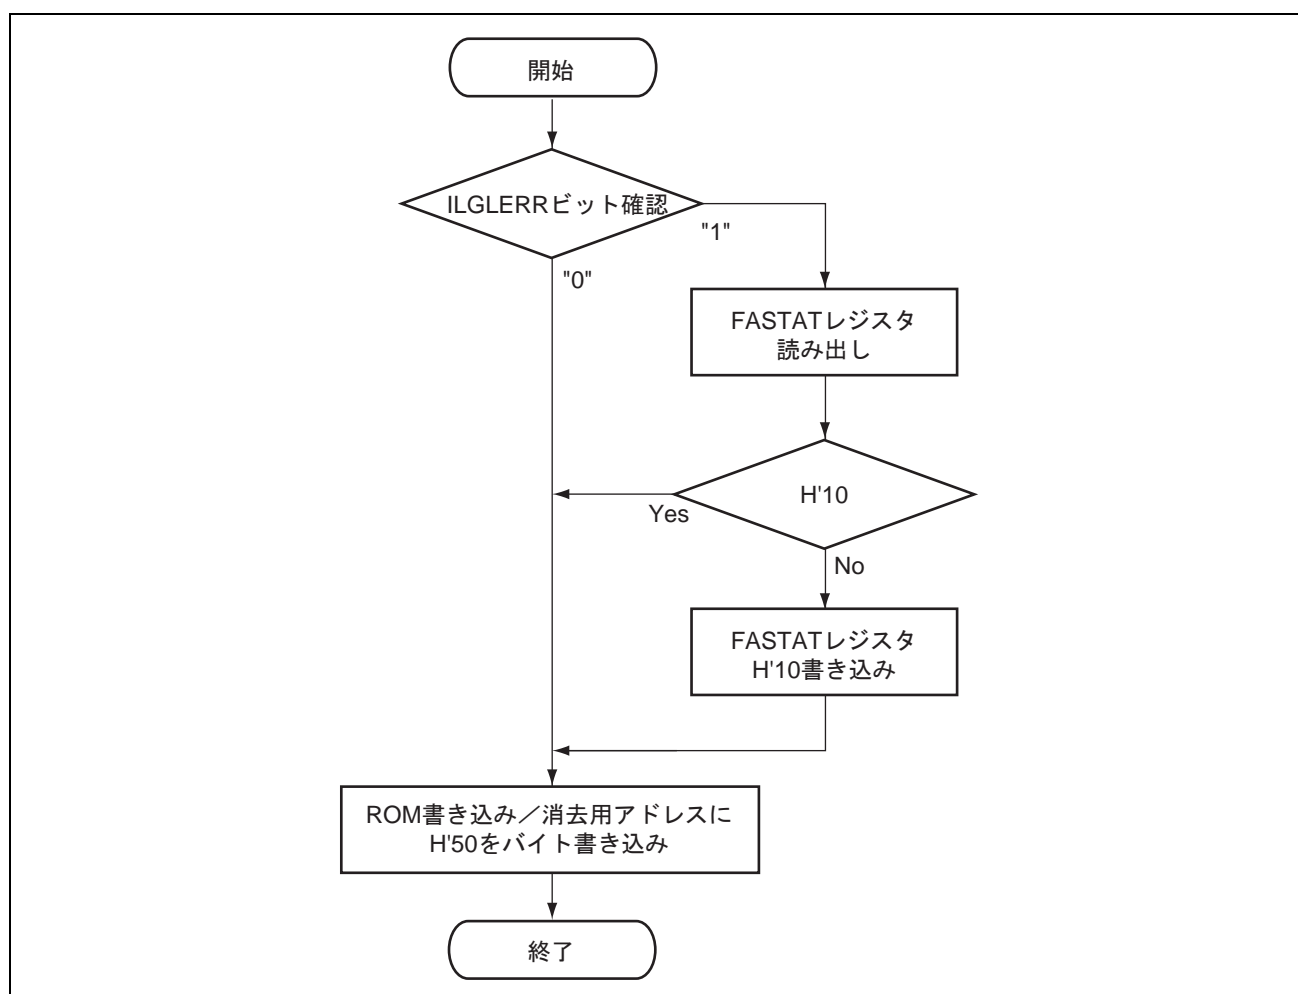 開始
ILGLERRビット確認
"1"
"0"
FASTATレジスタ
読み出し
H'10
Yes
No
FASTATレジスタ
H'10書き込み
ROM書き込み／消去用アドレスに
H'50をバイト書き込み
終了